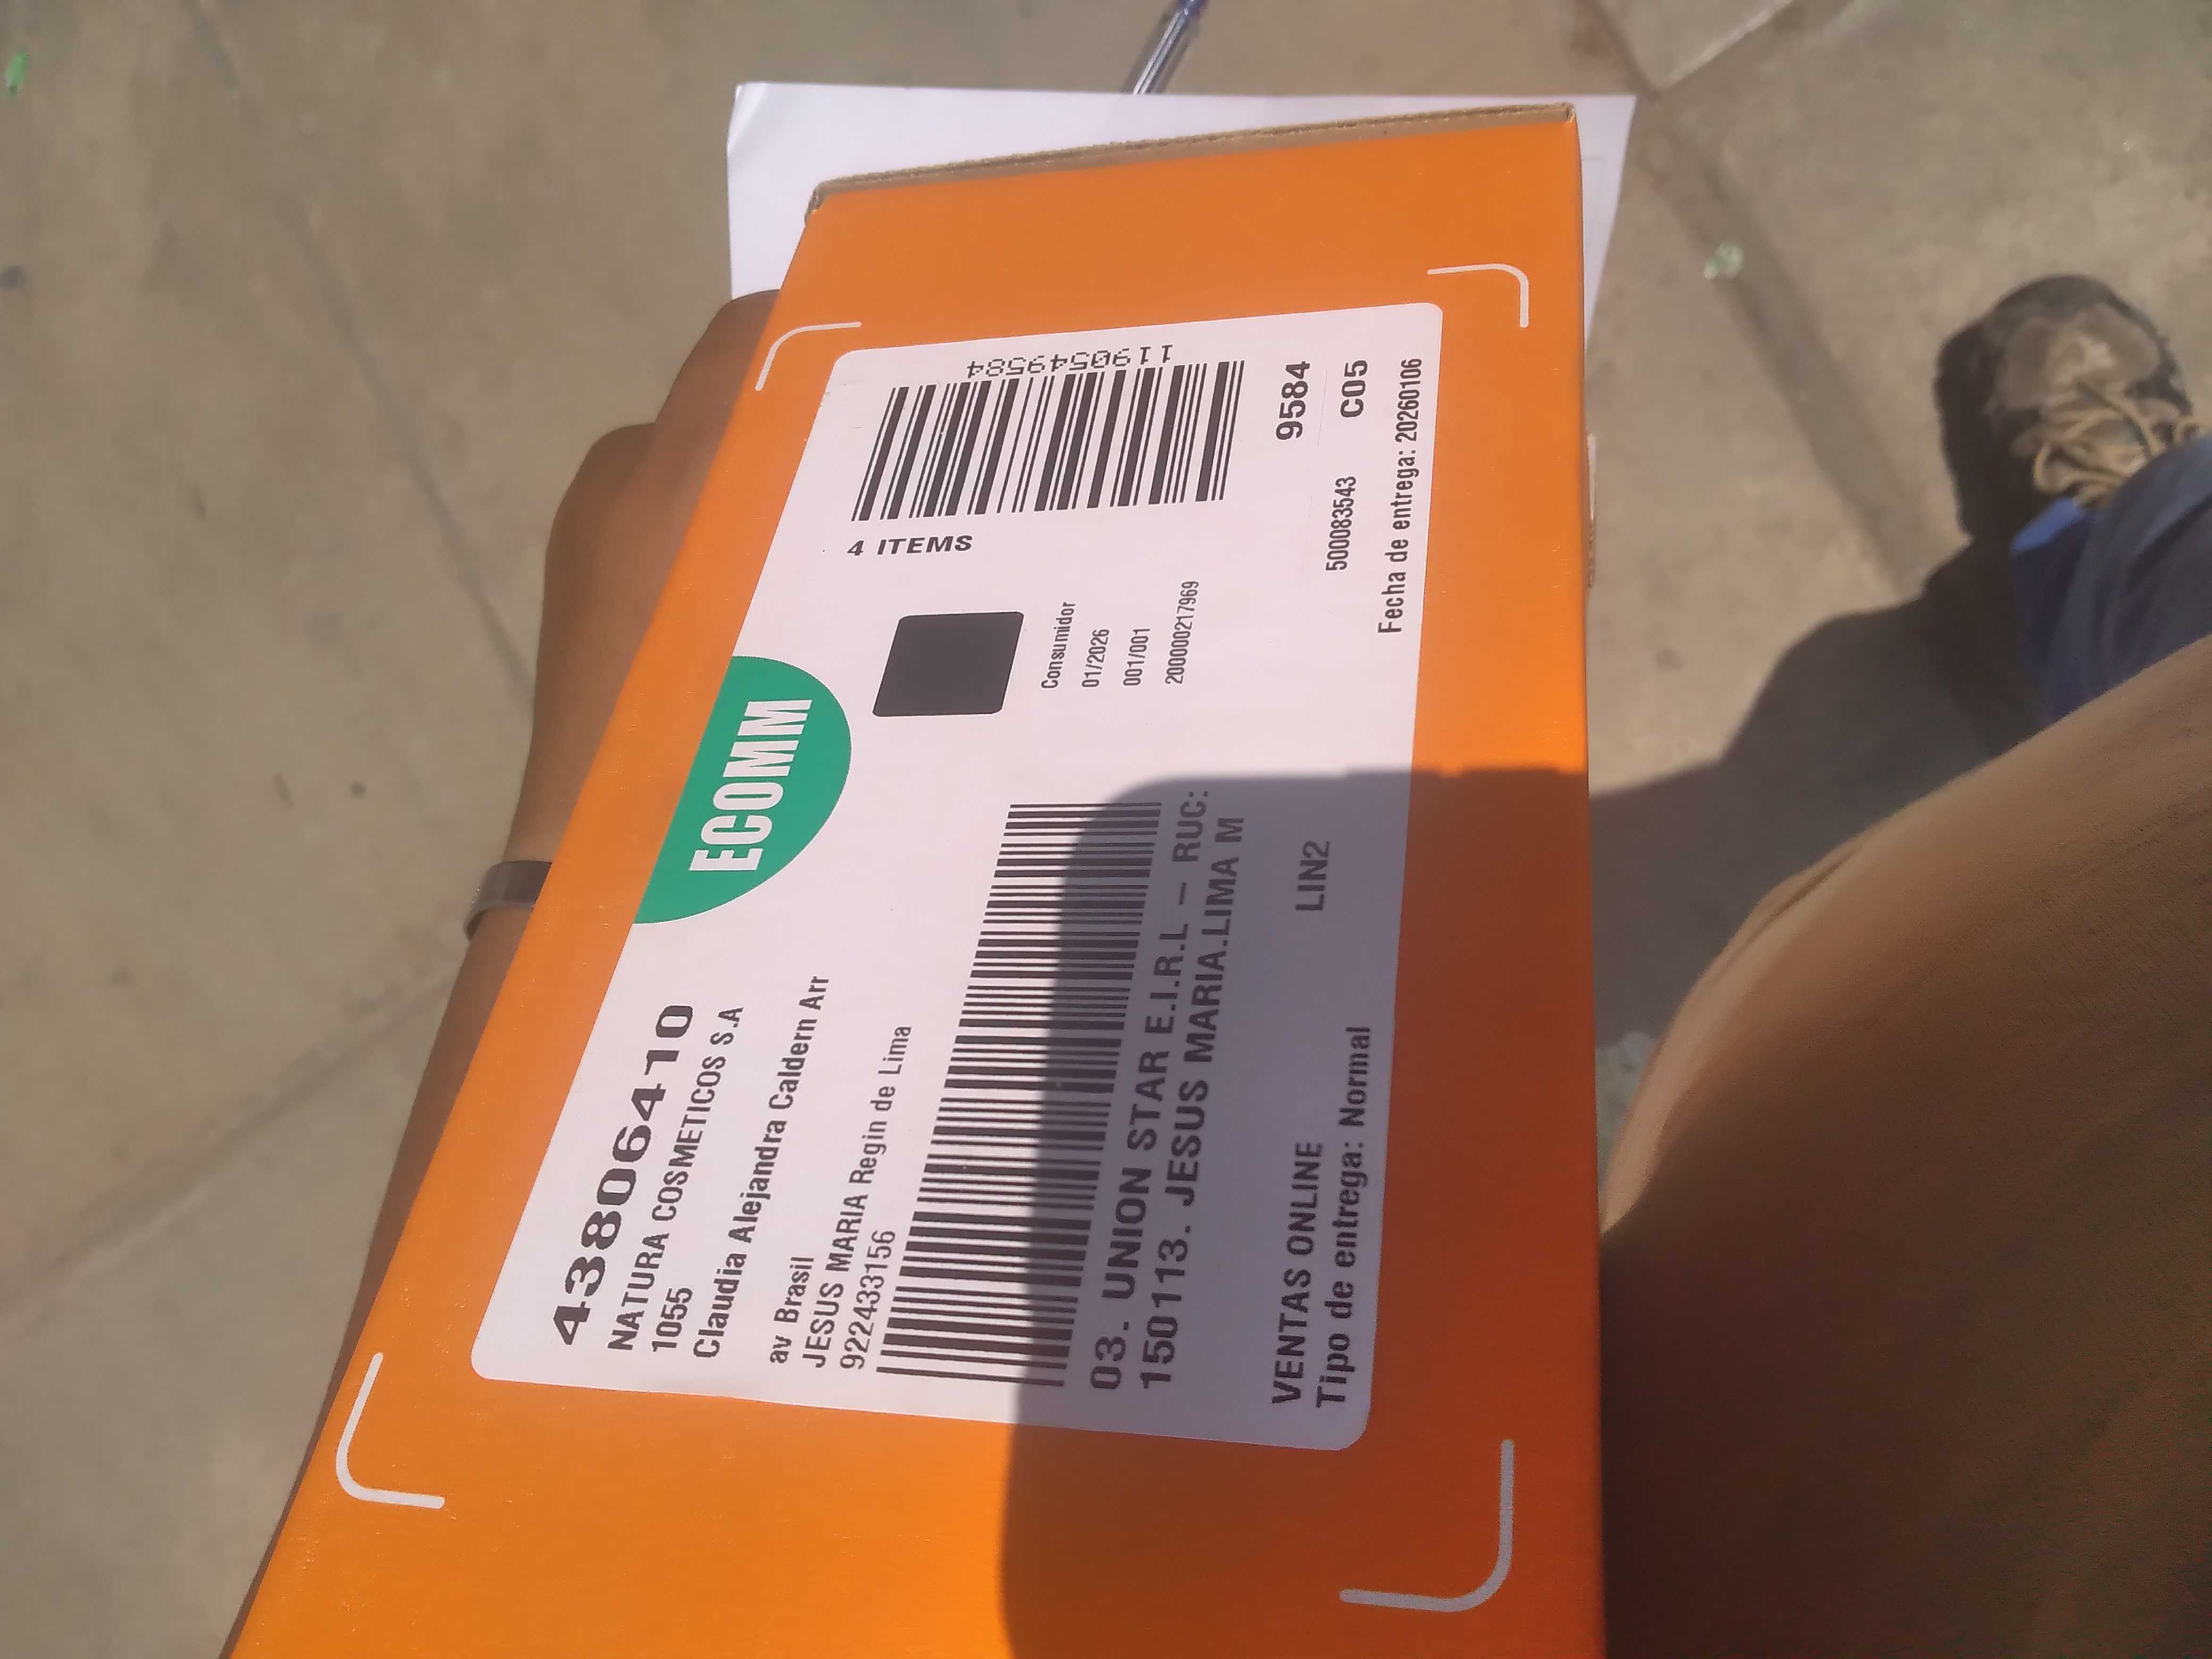 43806410
NATURA COSMETICOS S.A
1055
Claudia Alejandra Caldern Arr
av Brasil
JESUS MARIA Regin de Lima
922433156
ECOMM
4 ITEMS
1190549584
Consumidor
01/2026
001/001
200000217969
03. UNION STAR E.I.R.L – RUC:
150113. JESUS MARIA.LIMA M
9584
VENTAS ONLINE
LIN2
500083543
C05
Tipo de entrega: Normal
Fecha de entrega: 20260106